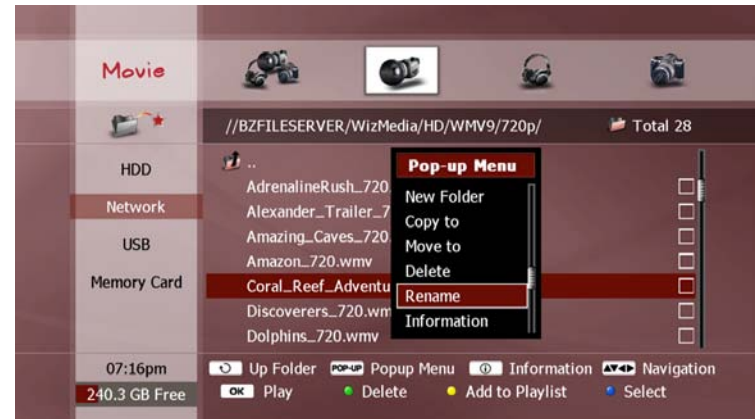 Movie
//BZFILESERVER/WizMedia/HD/WMV9/720p/
Total 28
HDD
Network
USB
Memory Card
..
AdrenalineRush_720
Alexander_Trailer_7
Amazing_Caves_720
Amazon_720.wmv
Coral_Reef_Adventu
Discoverers_720.wm
Dolphins_720.wmv
Pop-up Menu
New Folder
Copy to
Move to
Delete
Rename
Information
07:16pm
240.3 GB Free
Up Folder POP-UP Popup Menu Information Navigation
OK Play Delete Add to Playlist Select